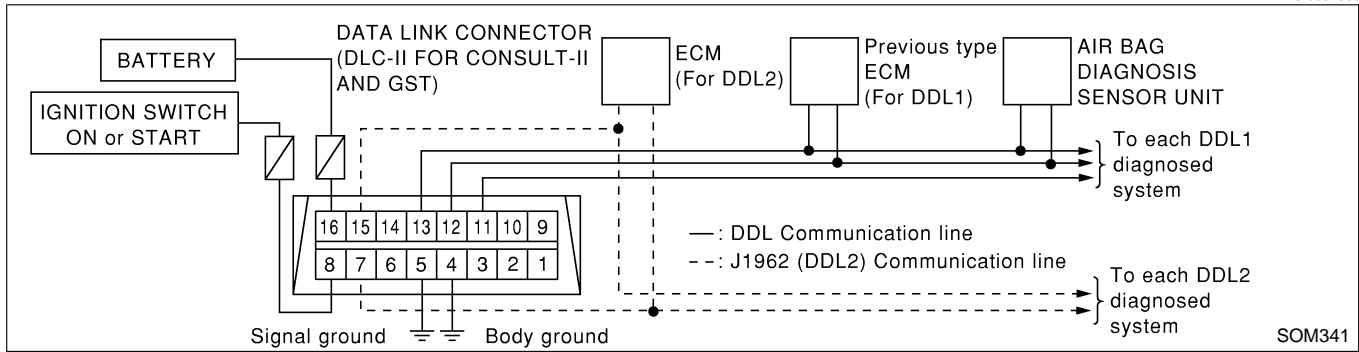 DATA LINK CONNECTOR
(DLC-II FOR CONSULT-II
AND GST)
BATTERY
IGNITION SWITCH
ON or START
ECM
(For DDL2)
Previous type
ECM
(For DDL1)
AIR BAG
DIAGNOSIS
SENSOR UNIT
To each DDL1
diagnosed
system
16 15 14 13 12 11 10 9
8 7 6 5 4 3 2 1
— : DDL Communication line
- - : J1962 (DDL2) Communication line
To each DDL2
diagnosed
system
Signal ground
Body ground
SOM341